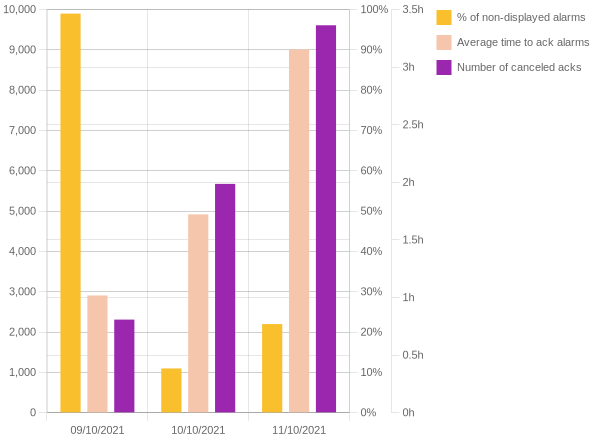 10,000
9,000
8,000
7,000
6,000
5,000
4,000
3,000
2,000
1,000
0
09/10/2021
10/10/2021
11/10/2021
100%
90%
80%
70%
60%
50%
40%
30%
20%
10%
0%
3.5h
3h
2.5h
2h
1.5h
1h
0.5h
0h
% of non-displayed alarms
Average time to ack alarms
Number of canceled acks